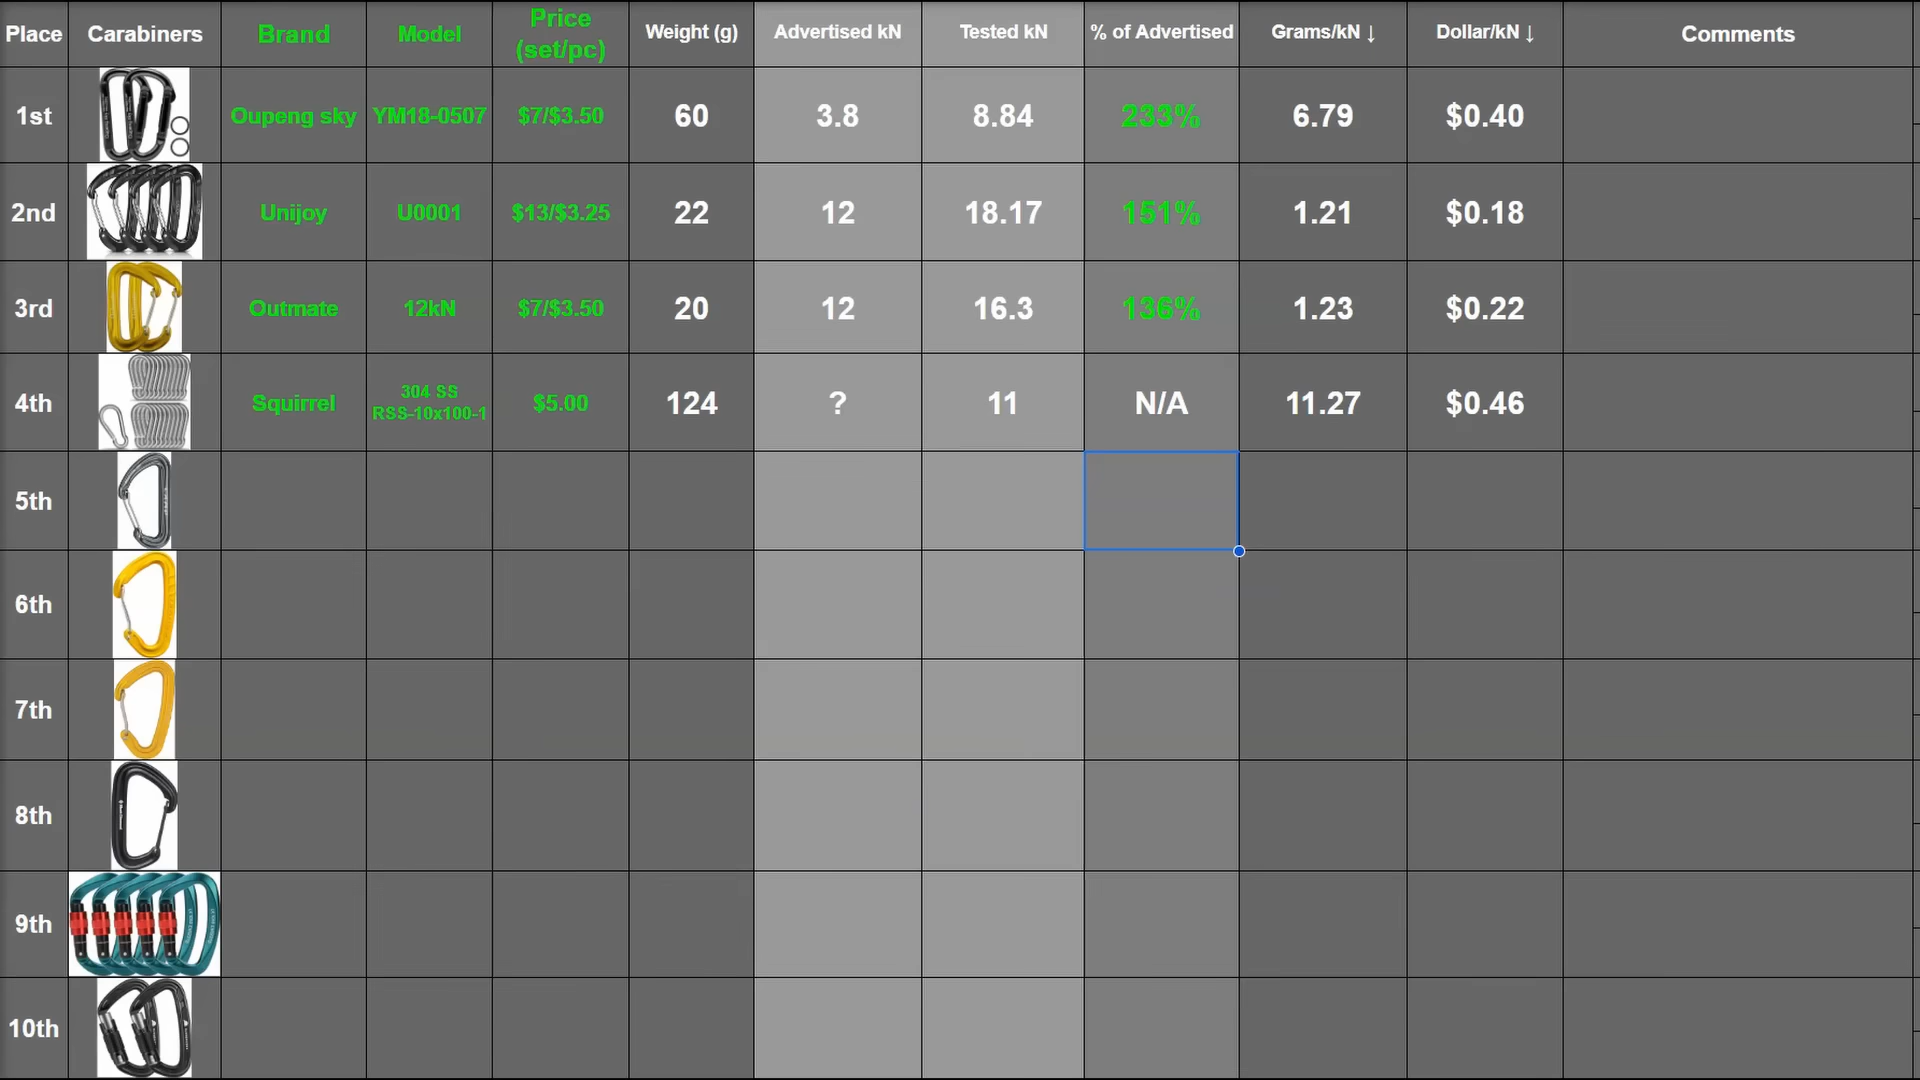 Place Carabiners Brand Model Price (set/pc) Weight (g) Advertised kN Tested kN % of Advertised Grams/kN ↓ Dollar/kN ↓ Comments
1st Oupeng sky YM18-0507 $7/$3.50 60 3.8 8.84 233% 6.79 $0.40
2nd Unijoy U0001 $13/$3.25 22 12 18.17 151% 1.21 $0.18
3rd Outmate 12kN $7/$3.50 20 12 16.3 136% 1.23 $0.22
4th Squirrel 304 SS RSS-10x100-1 $5.00 124 ? 11 N/A 11.27 $0.46
5th
6th
7th
8th
9th
10th